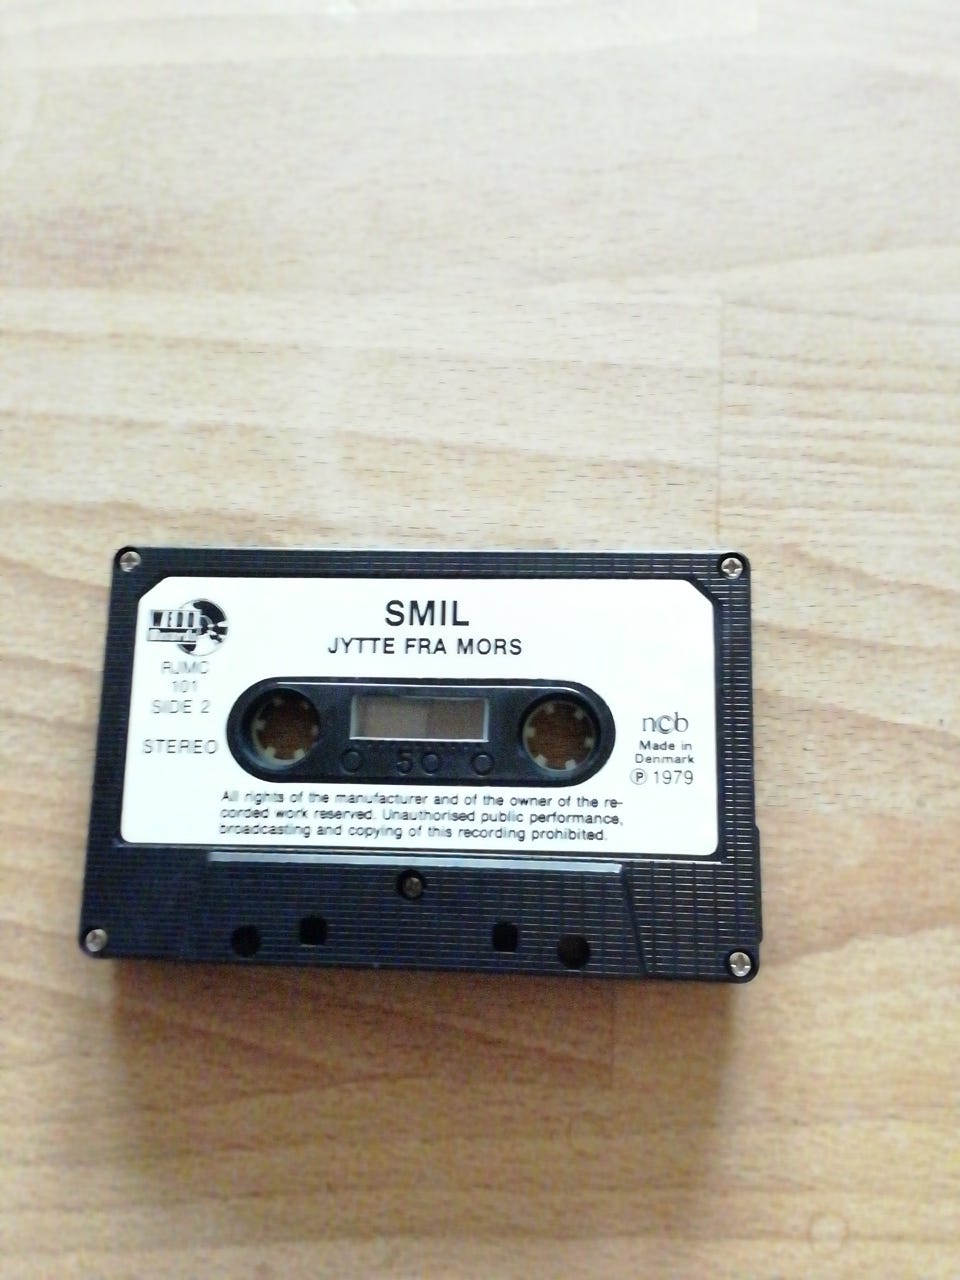 SMIL
JYTTE FRA MORS
RJMC
101
SIDE 2
STEREO
ncb
Made in
Denmark
Ⓟ 1979
50
All rights of the manufacturer and of the owner of the re-
corded work reserved. Unauthorised public performance,
broadcasting and copying of this recording prohibited.